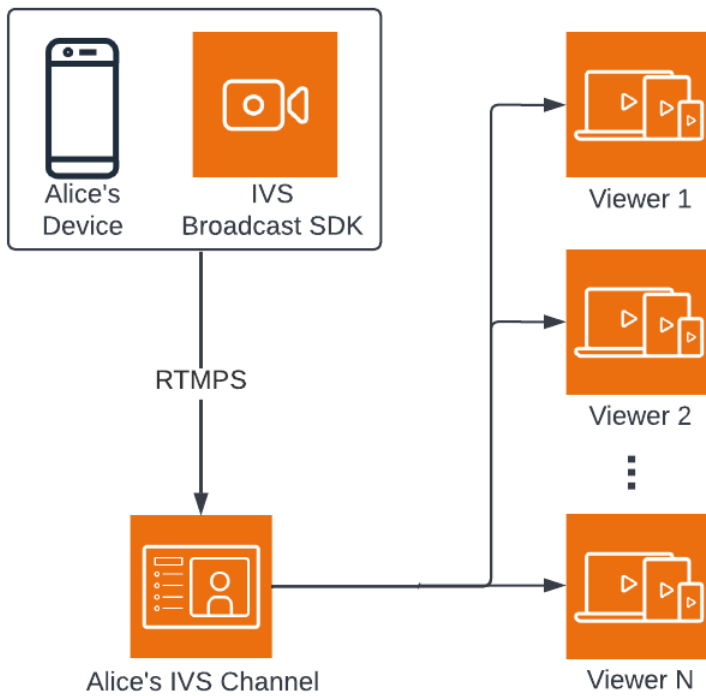 Alice's
Device
IVS
Broadcast SDK
Viewer 1
RTMPS
Viewer 2
Alice's IVS Channel
Viewer N